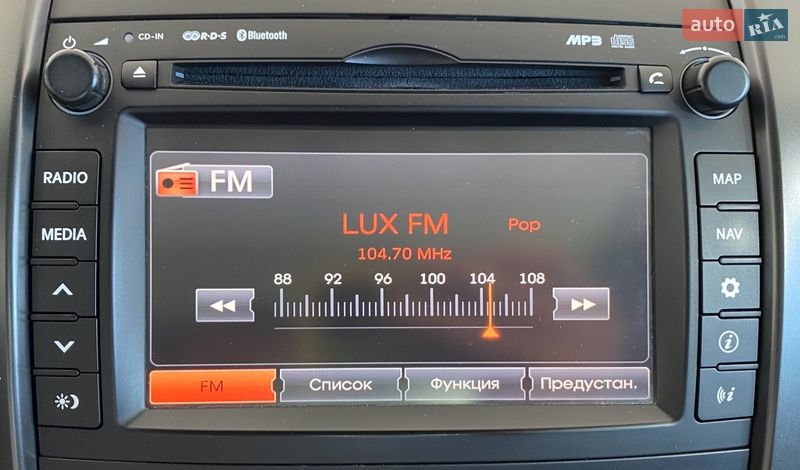 auto RIA .com
CD-IN R·D·S Bluetooth MP3
RADIO
MEDIA
MAP
NAV
FM
LUX FM Pop
104.70 MHz
88 92 96 100 104 108
FM Список Функция Предустан.